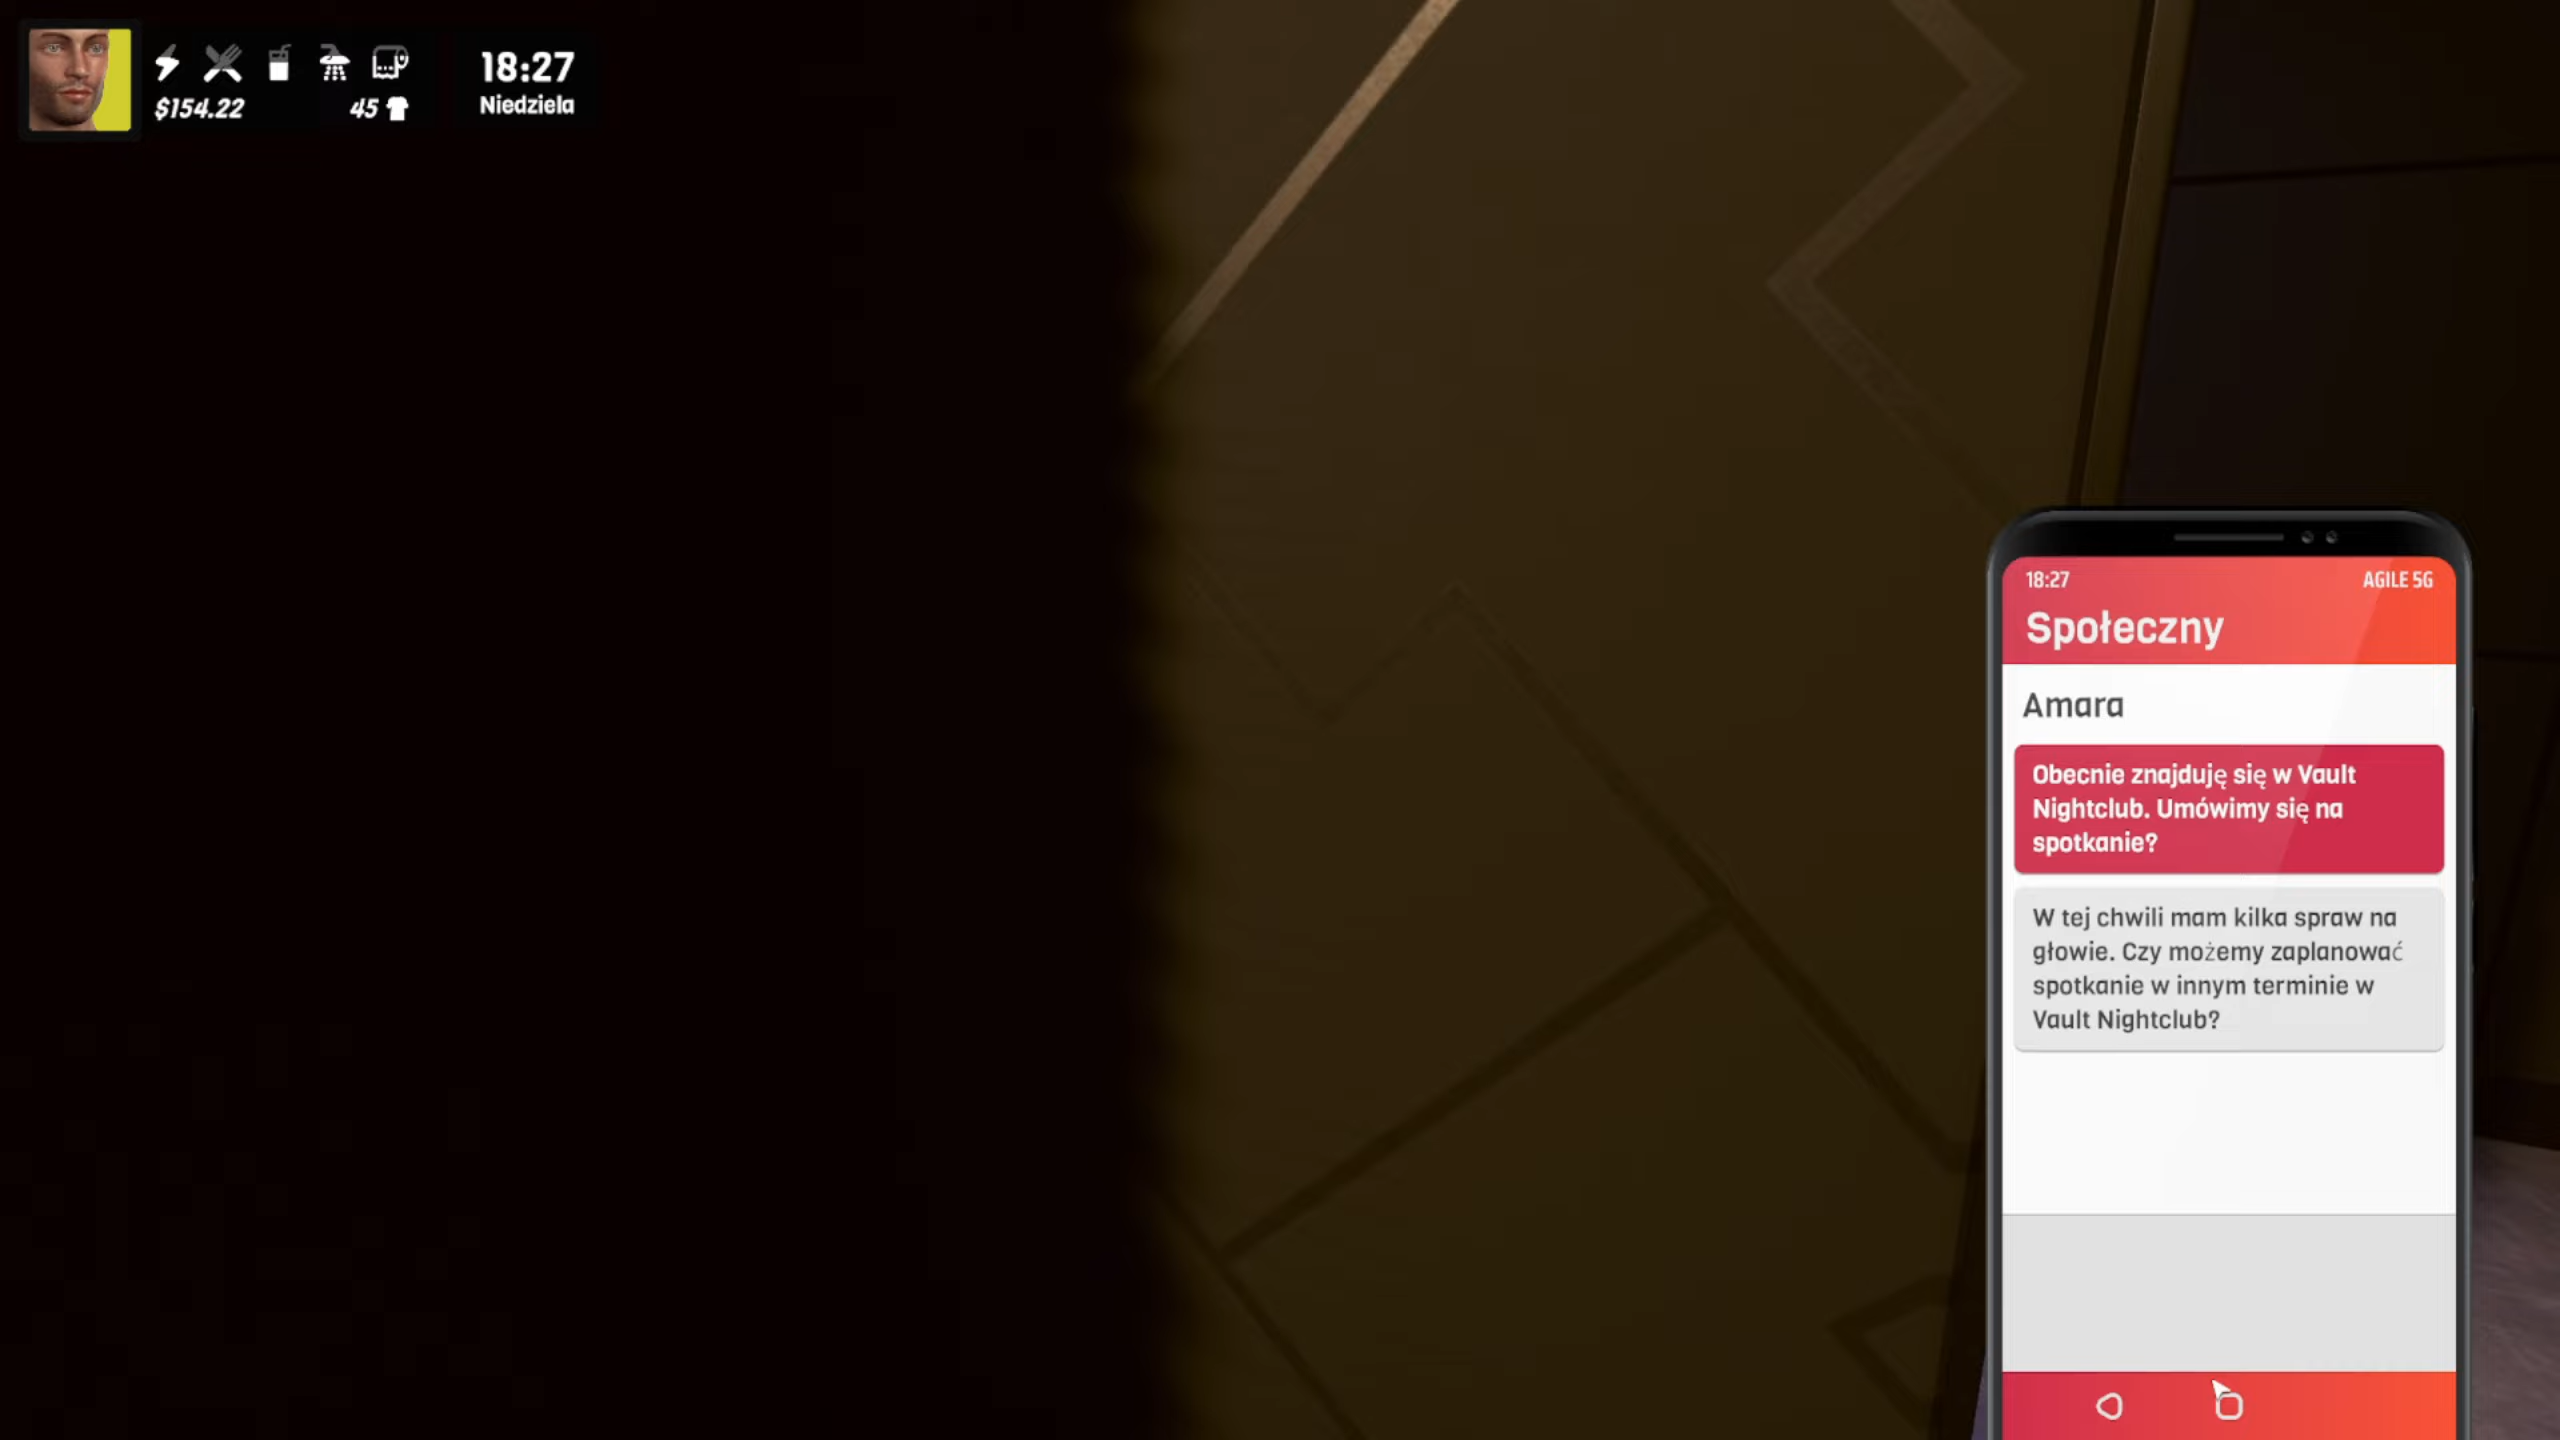 18:27
$154.22
45
Niedziela
18:27
AGILE 5G
Społeczny
Amara
Obecnie znajduję się w Vault
Nightclub. Umówimy się na
spotkanie?
W tej chwili mam kilka spraw na
głowie. Czy możemy zaplanować
spotkanie w innym terminie w
Vault Nightclub?